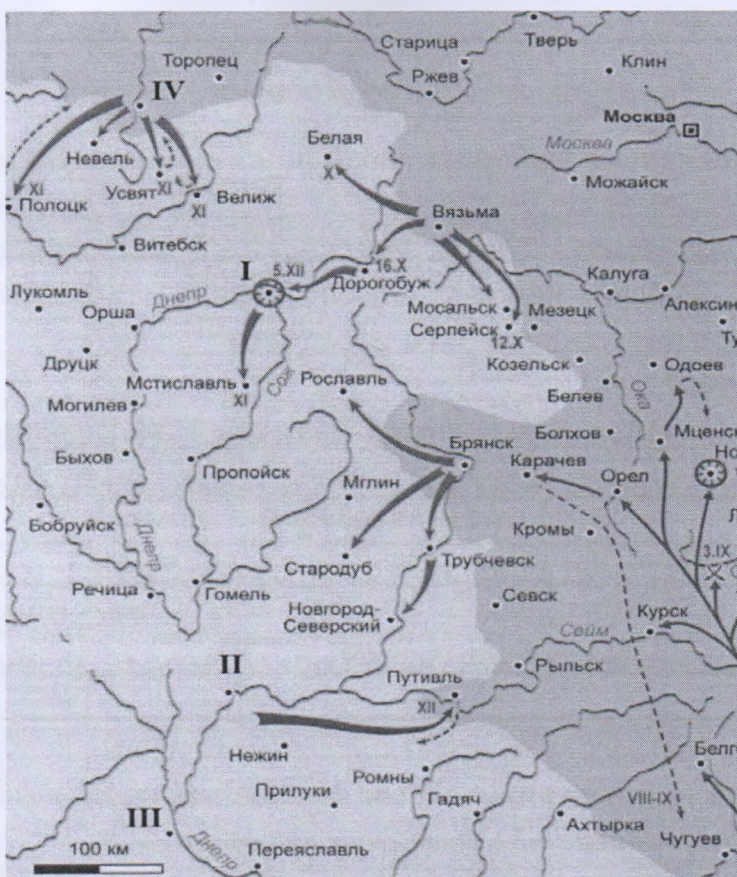 Старица
Тверь
Торопец
Ржев
Клин
IV
Москва
Москва
Белая
X
Невель
Усвят
XI
XI
Полоцк
Велиж
XI
Можайск
Вязьма
Витебск
I
5.XII
16.X
Дорогобуж
Калуга
Алексин
Лукомль
Днепр
Орша
Мосальск
Мезецк
Серпейск
12.X
Ту
Друцк
Козельск
Одоев
Мстиславль
XI
Сож
Рославль
Белев
Ока
Могилев
Болхов
Мценск
Но
Быхов
Пропойск
Брянск
Карачев
Орел
Мглин
Л
Бобруйск
Днепр
Кромы
3.IX
С
Стародуб
Трубчевск
Речица
Гомель
Новгород-
Северский
Севск
Курск
Сейм
II
Путивль
Рыльск
XII
Нежин
Белг
Ромны
Прилуки
Гадяч
VIII-IX
III
Ахтырка
Днепр
Чугуев
100 км
Переяславль